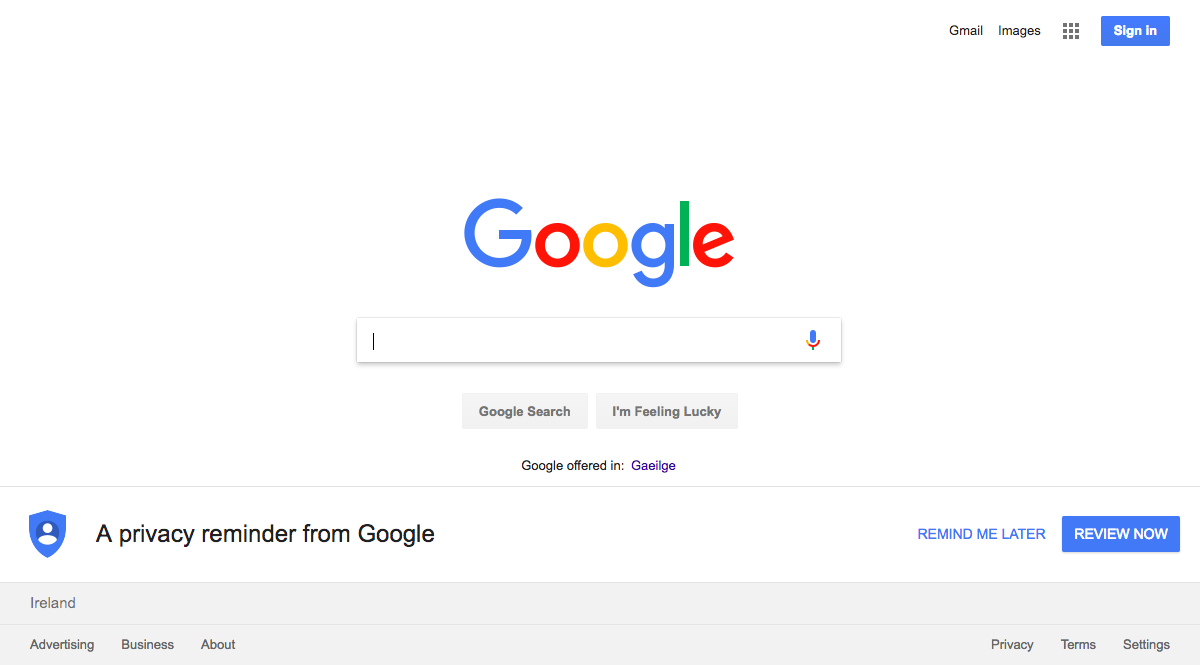 Gmail Images Sign in
Google
Google Search I'm Feeling Lucky
Google offered in: Gaeilge
A privacy reminder from Google REMIND ME LATER REVIEW NOW
Ireland
Advertising Business About Privacy Terms Settings